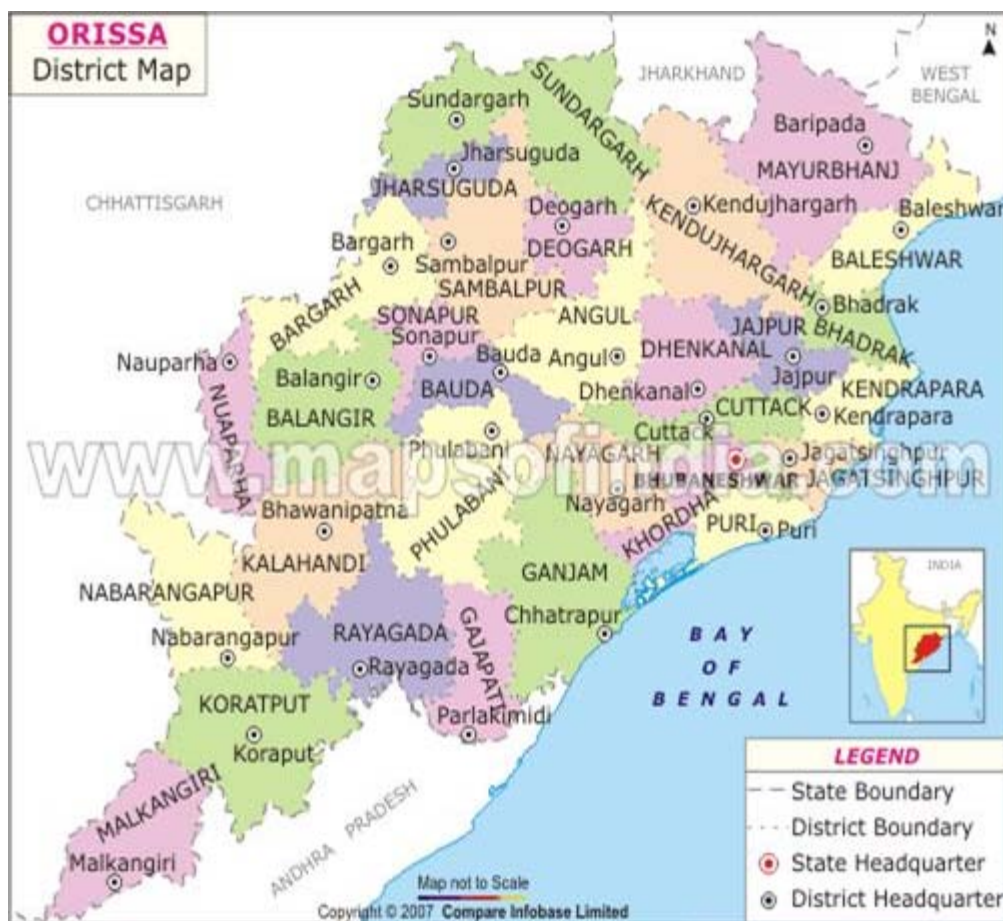 ORISSA
District Map
N
JHARKHAND
WEST
BENGAL
CHHATTISGARH
Sundargarh
SUNDARGARH
Baripada
MAYURBHANJ
Jharsuguda
JHARSUGUDA
Deogarh
DEOGARH
Kendujhargarh
KENDUJHARGARH
Baleshwar
BALESHWAR
Bargarh
BARGARH
Sambalpur
SAMBALPUR
SONAPUR
Sonapur
ANGUL
Angul
Bhadrak
BHADRAK
JAJPUR
Jajpur
DHENKANAL
Dhenkanal
Nauparha
NUAPARHA
Balangir
BALANGIR
Bauda
BAUDA
KENDRAPARA
Kendrapara
CUTTACK
Cuttack
www.mapsofindia.com
Phulabani
PHULABANI
NAYAGARH
Nayagarh
BHUBANESHWAR
Jagatsinghpur
JAGATSINGHPUR
KHORDHA
PURI
Puri
Bhawanipatna
KALAHANDI
GANJAM
Chhatrapur
NABARANGAPUR
Nabarangapur
RAYAGADA
Rayagada
GAJAPATI
Parlakimidi
KORATPUT
Koraput
MALKANGIRI
Malkangiri
ANDHRA PRADESH
BAY
OF
BENGAL
INDIA
LEGEND
State Boundary
District Boundary
State Headquarter
District Headquarter
Map not to Scale
Copyright © 2007 Compare Infobase Limited